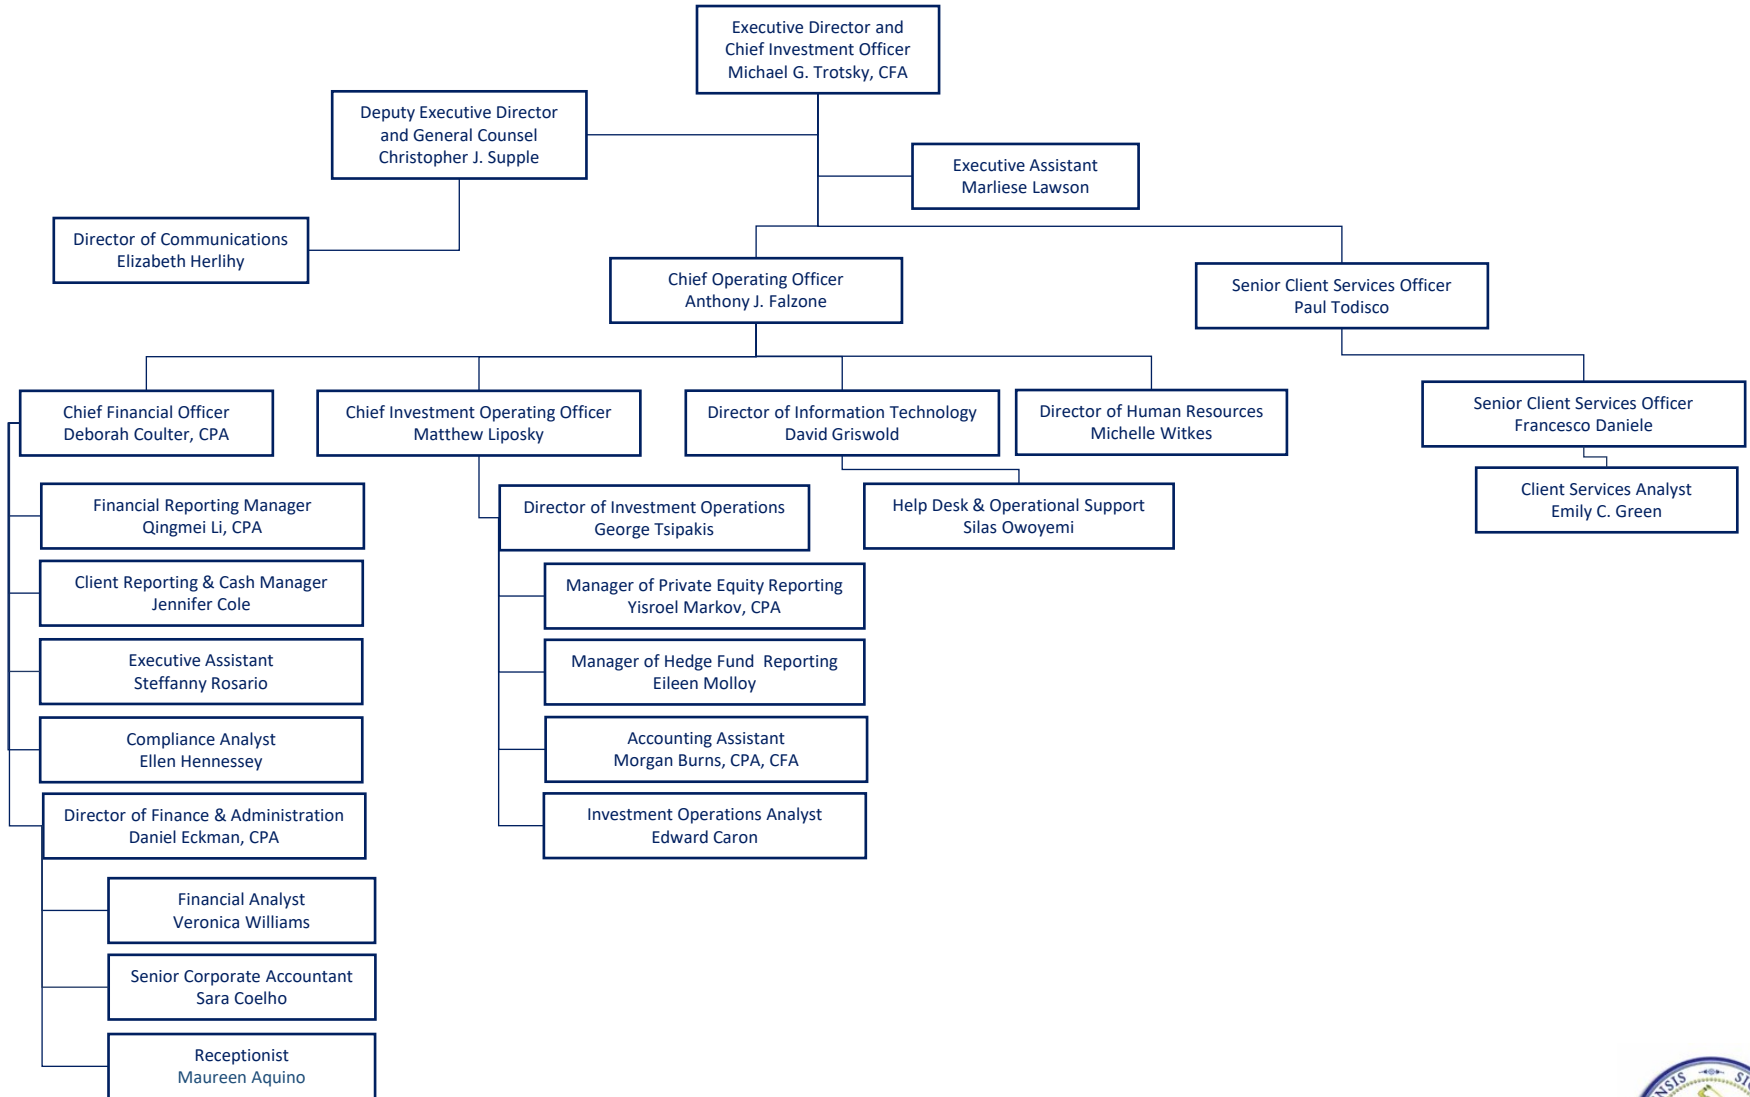 Executive Director and
Chief Investment Officer
Michael G. Trotsky, CFA
Deputy Executive Director
and General Counsel
Christopher J. Supple
Executive Assistant
Marliese Lawson
Director of Communications
Elizabeth Herlihy
Chief Operating Officer
Anthony J. Falzone
Senior Client Services Officer
Paul Todisco
Chief Financial Officer
Deborah Coulter, CPA
Chief Investment Operating Officer
Matthew Liposky
Director of Information Technology
David Griswold
Director of Human Resources
Michelle Witkes
Senior Client Services Officer
Francesco Daniele
Financial Reporting Manager
Qingmei Li, CPA
Director of Investment Operations
George Tsipakis
Help Desk & Operational Support
Silas Owoyemi
Client Services Analyst
Emily C. Green
Client Reporting & Cash Manager
Jennifer Cole
Manager of Private Equity Reporting
Yisroel Markov, CPA
Executive Assistant
Steffanny Rosario
Manager of Hedge Fund  Reporting
Eileen Molloy
Compliance Analyst
Ellen Hennessey
Accounting Assistant
Morgan Burns, CPA, CFA
Director of Finance & Administration
Daniel Eckman, CPA
Investment Operations Analyst
Edward Caron
Financial Analyst
Veronica Williams
Senior Corporate Accountant
Sara Coelho
Receptionist
Maureen Aquino